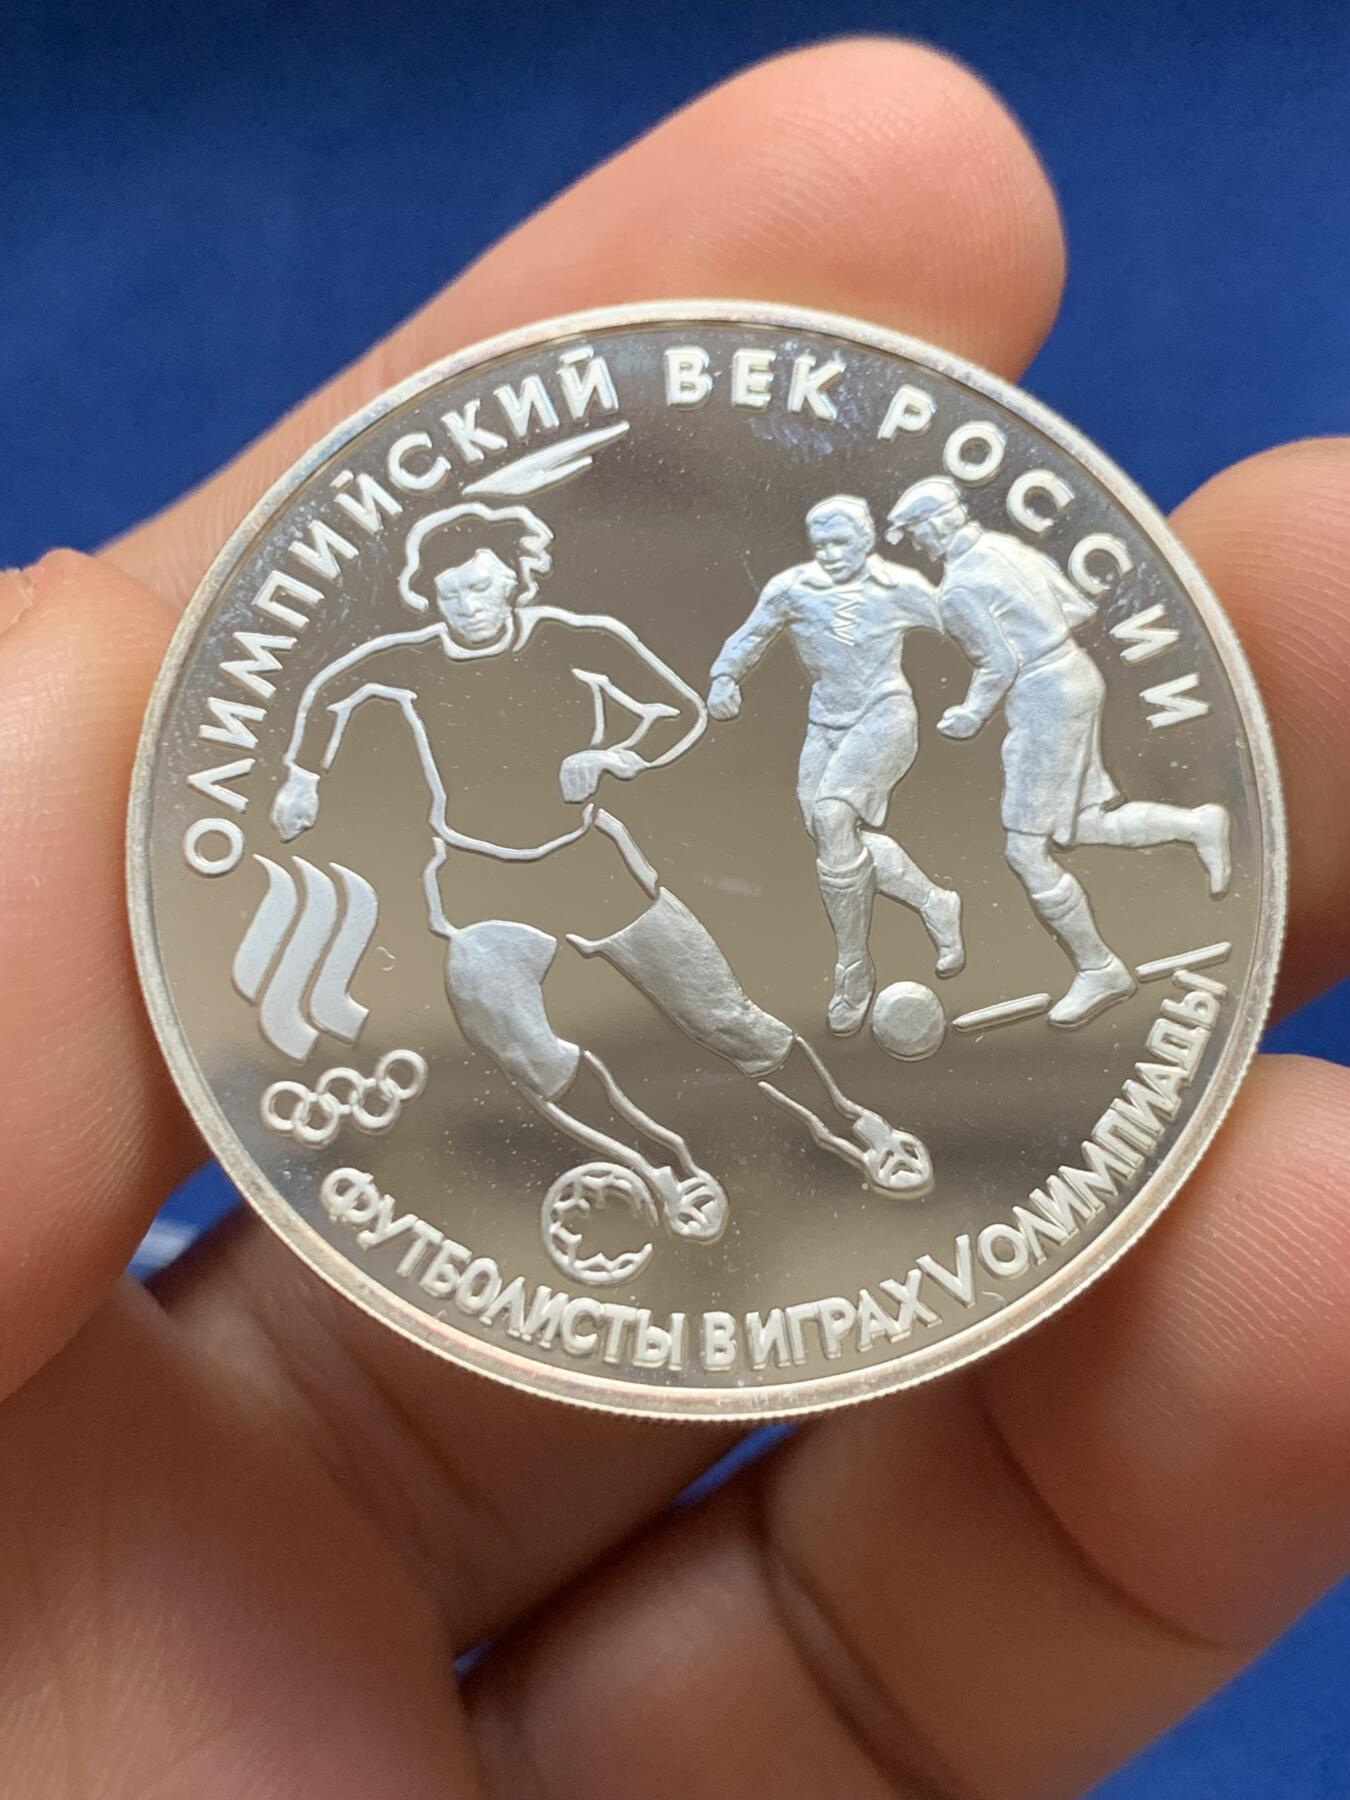 ОЛИМПИЙСКИЙ ВЕК РОССИИ
ФУТБОЛИСТЫ В ИГРАХ V ОЛИМПИАДЫ